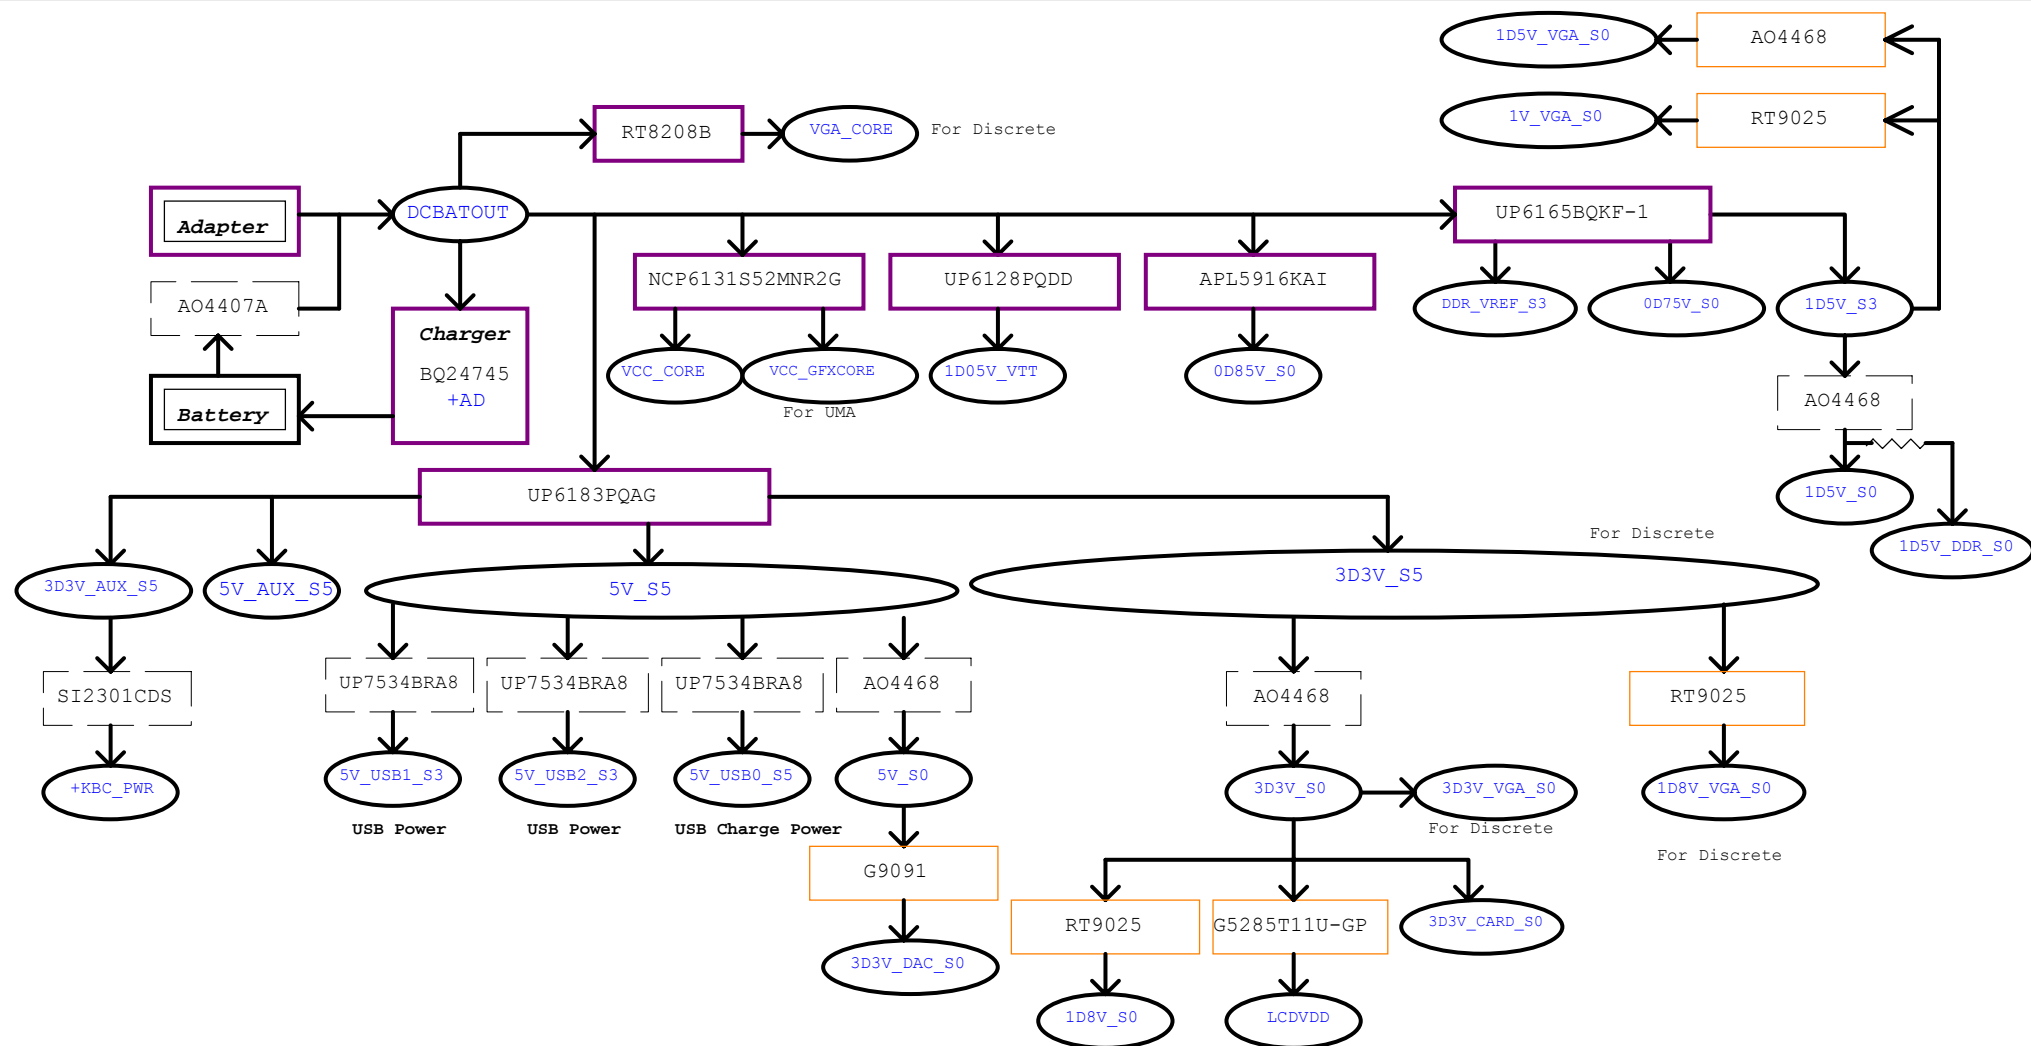 1D5V_VGA_S0
AO4468
1V_VGA_S0
RT9025
RT8208B
VGA_CORE
For Discrete
Adapter
DCBATOUT
UP6165BQKF-1
AO4407A
NCP6131S52MNR2G
UP6128PQDD
APL5916KAI
DDR_VREF_S3
0D75V_S0
1D5V_S3
Charger
BQ24745
+AD
Battery
VCC_CORE
VCC_GFXCORE
For UMA
1D05V_VTT
0D85V_S0
AO4468
1D5V_S0
1D5V_DDR_S0
UP6183PQAG
For Discrete
3D3V_AUX_S5
5V_AUX_S5
5V_S5
3D3V_S5
SI2301CDS
UP7534BRA8
UP7534BRA8
UP7534BRA8
AO4468
AO4468
RT9025
+KBC_PWR
5V_USB1_S3
5V_USB2_S3
5V_USB0_S5
5V_S0
3D3V_S0
3D3V_VGA_S0
1D8V_VGA_S0
USB Power
USB Power
USB Charge Power
For Discrete
For Discrete
G9091
RT9025
G5285T11U-GP
3D3V_CARD_S0
3D3V_DAC_S0
1D8V_S0
LCDVDD